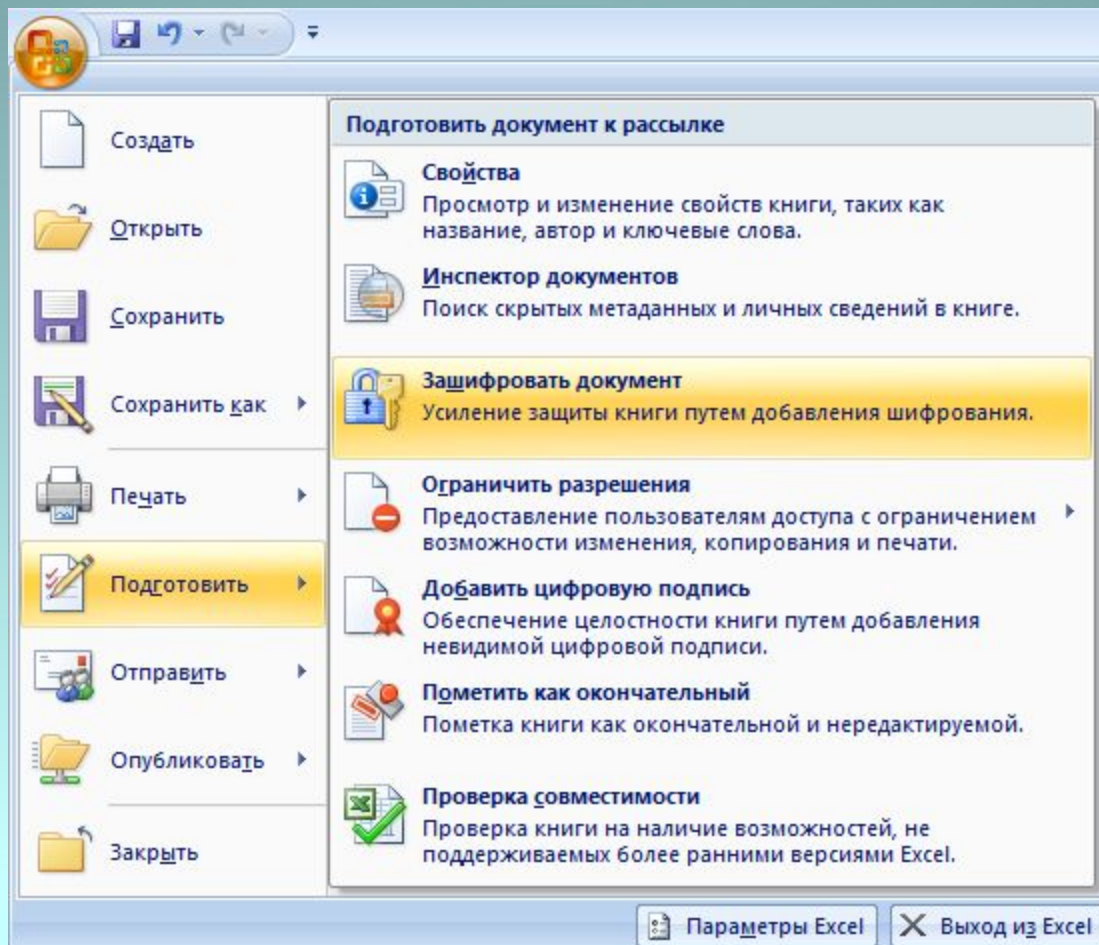 Создать
Открыть
Сохранить
Сохранить как
Печать
Подготовить
Отправить
Опубликовать
Закрыть
Подготовить документ к рассылке
Свойства
Просмотр и изменение свойств книги, таких как
название, автор и ключевые слова.
Инспектор документов
Поиск скрытых метаданных и личных сведений в книге.
Зашифровать документ
Усиление защиты книги путем добавления шифрования.
Ограничить разрешения
Предоставление пользователям доступа с ограничением
возможности изменения, копирования и печати.
Добавить цифровую подпись
Обеспечение целостности книги путем добавления
невидимой цифровой подписи.
Пометить как окончательный
Пометка книги как окончательной и нередактируемой.
Проверка совместимости
Проверка книги на наличие возможностей, не
поддерживаемых более ранними версиями Excel.
Параметры Excel
Выход из Excel